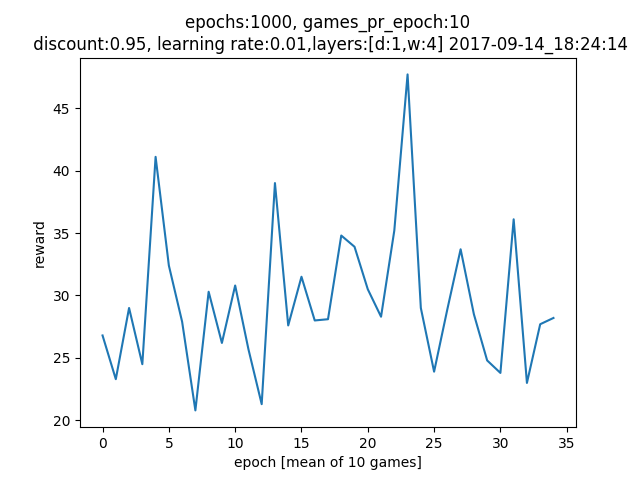 epochs:1000, games_pr_epoch:10
discount:0.95, learning rate:0.01,layers:[d:1,w:4] 2017-09-14_18:24:14
45
40
35
30
25
20
reward
0 5 10 15 20 25 30 35
epoch [mean of 10 games]